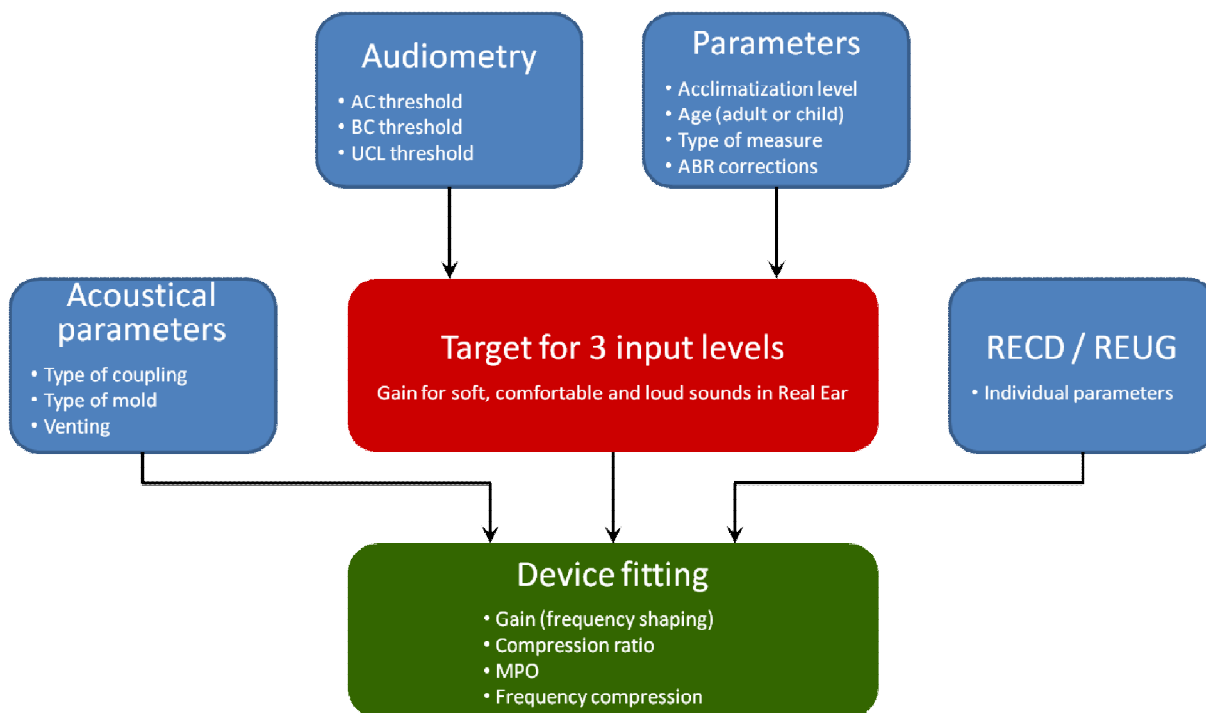 Audiometry
• AC threshold
• BC threshold
• UCL threshold
Parameters
• Acclimatization level
• Age (adult or child)
• Type of measure
• ABR corrections
Acoustical
parameters
• Type of coupling
• Type of mold
• Venting
Target for 3 input levels
Gain for soft, comfortable and loud sounds in Real Ear
RECD / REUG
• Individual parameters
Device fitting
• Gain (frequency shaping)
• Compression ratio
• MPO
• Frequency compression